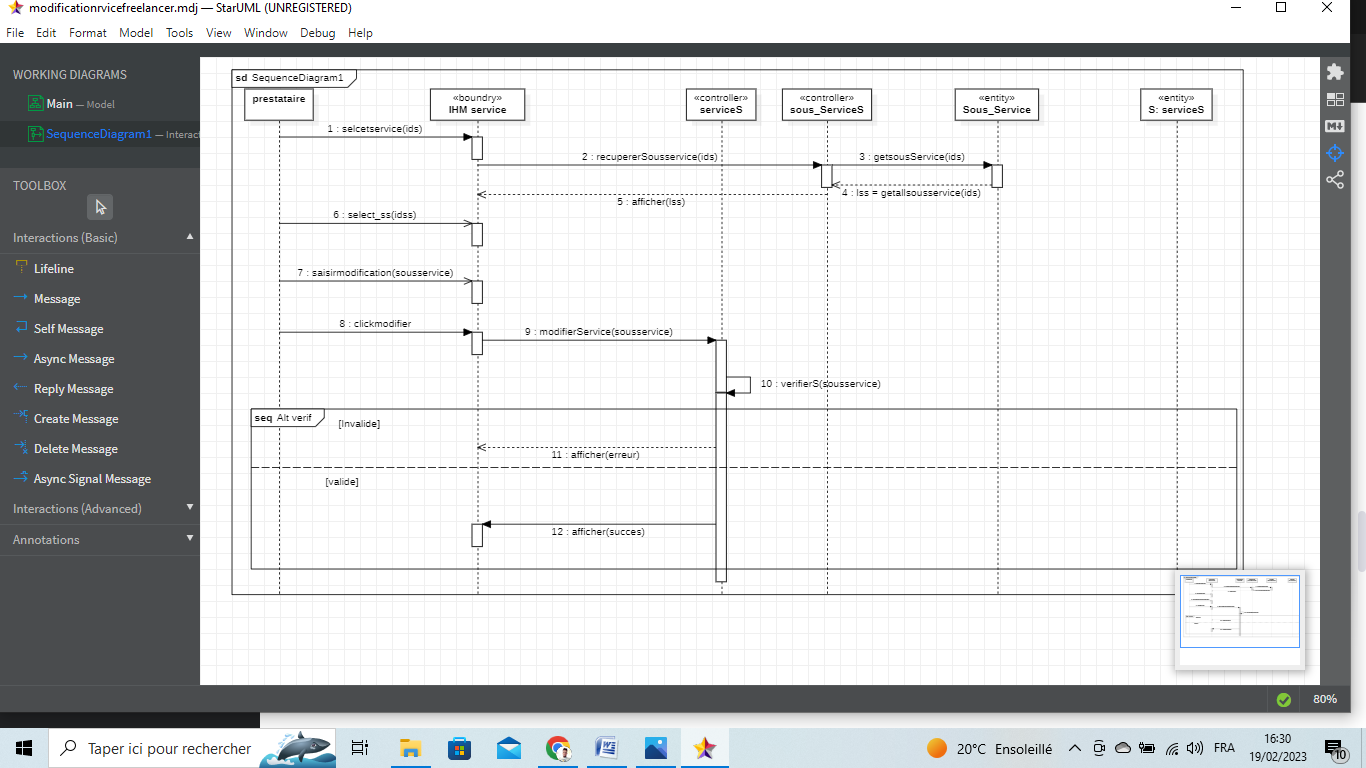 modificationrvicefreelancer.mdj — StarUML (UNREGISTERED)
File Edit Format Model Tools View Window Debug Help
WORKING DIAGRAMS
Main — Model
SequenceDiagram1 — Interact
TOOLBOX
Interactions (Basic)
Lifeline
Message
Self Message
Async Message
Reply Message
Create Message
Delete Message
Async Signal Message
Interactions (Advanced)
Annotations
sd SequenceDiagram1
prestataire
«boundry»
IHM service
«controller»
serviceS
«controller»
sous_ServiceS
«entity»
Sous_Service
«entity»
S: serviceS
1 : selcetservice(ids)
2 : recupererSousservice(ids)
3 : getsousService(ids)
4 : lss = getallsousservice(ids)
5 : afficher(lss)
6 : select_ss(idss)
7 : saisirmodification(sousservice)
8 : clickmodifier
9 : modifierService(sousservice)
10 : verifierS(sousservice)
seq Alt verif
[Invalide]
11 : afficher(erreur)
[valide]
12 : afficher(succes)
M
80%
Taper ici pour rechercher
W
20°C Ensoleillé
FRA
16:30
19/02/2023
10